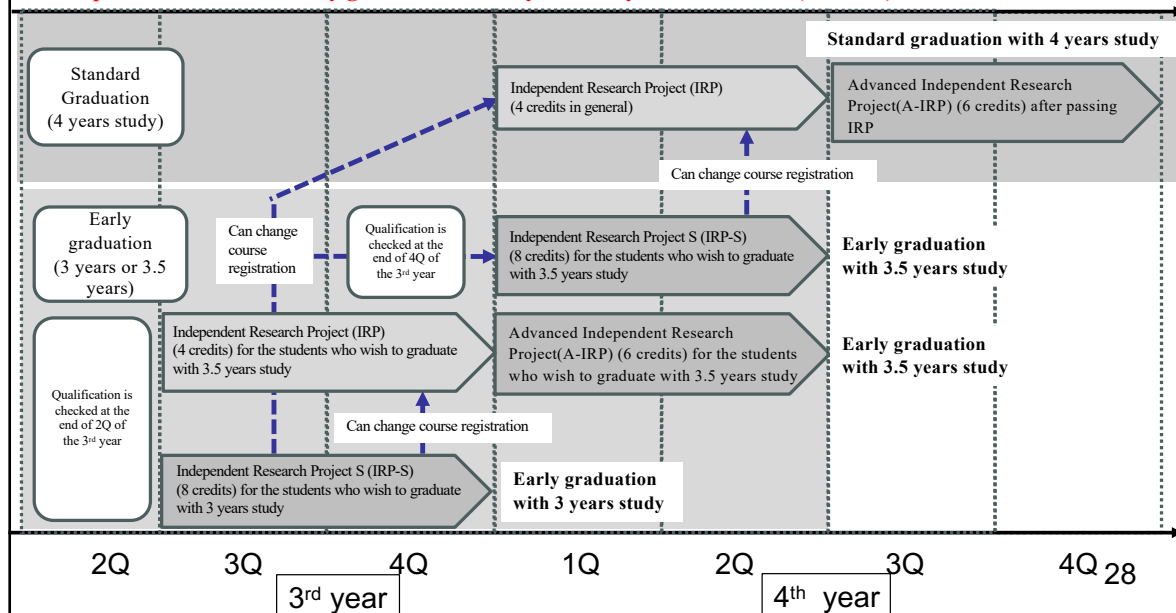 Standard graduation with 4 years study
Standard
Graduation
(4 years study)
Independent Research Project (IRP)
(4 credits in general)
Advanced Independent Research
Project(A-IRP) (6 credits) after passing
IRP
Can change course registration
Early
graduation
(3 years or 3.5
years)
Can change
course
registration
Qualification is
checked at the
end of 4Q of
the 3rd year
Independent Research Project S (IRP-S)
(8 credits) for the students who wish to graduate
with 3.5 years study
Early graduation
with 3.5 years study
Qualification is
checked at the
end of 2Q of
the 3rd year
Independent Research Project (IRP)
(4 credits) for the students who wish to graduate
with 3.5 years study
Advanced Independent Research
Project(A-IRP) (6 credits) for the students
who wish to graduate with 3.5 years study
Early graduation
with 3.5 years study
Can change course registration
Independent Research Project S (IRP-S)
(8 credits) for the students who wish to graduate
with 3 years study
Early graduation
with 3 years study
2Q 3Q 4Q 1Q 2Q 3Q 4Q 28
3rd year 4th year